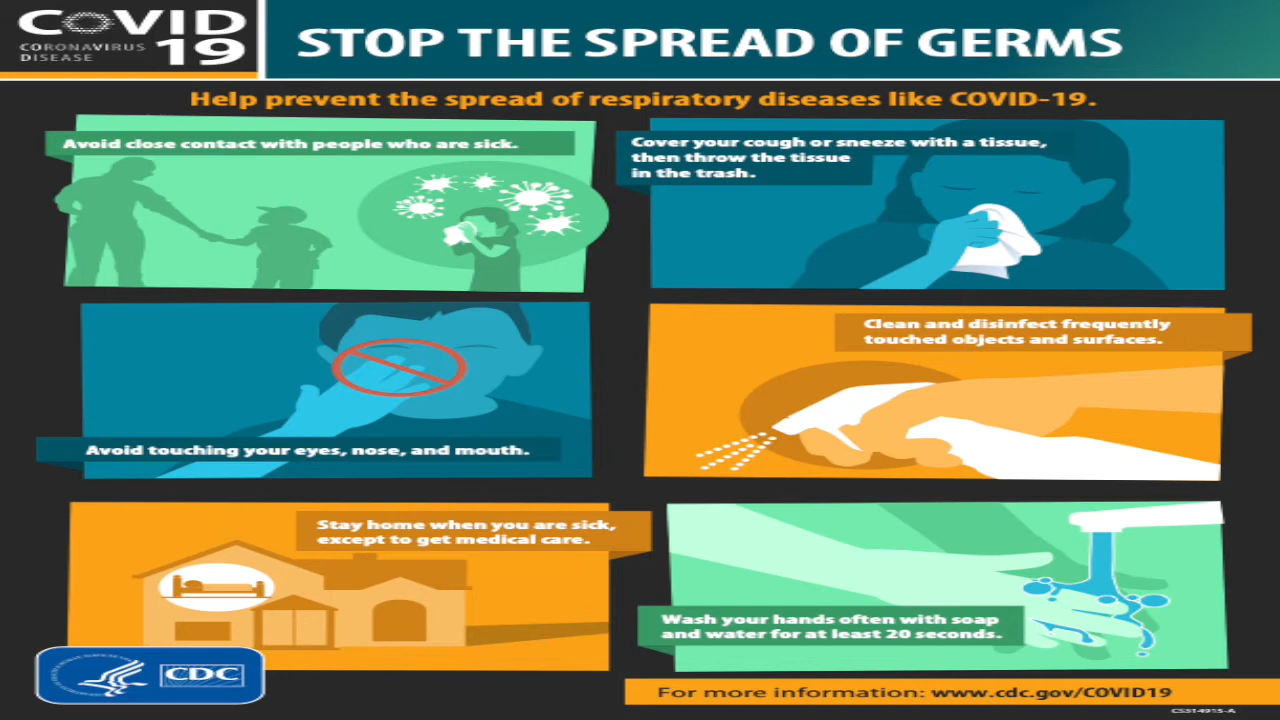 COVID
CORONAVIRUS
DISEASE
19
STOP THE SPREAD OF GERMS
Help prevent the spread of respiratory diseases like COVID-19.
Avoid close contact with people who are sick.
Cover your cough or sneeze with a tissue,
then throw the tissue
in the trash.
Avoid touching your eyes, nose, and mouth.
Clean and disinfect frequently
touched objects and surfaces.
Stay home when you are sick,
except to get medical care.
Wash your hands often with soap
and water for at least 20 seconds.
CDC
For more information: www.cdc.gov/COVID19
CS314915-A